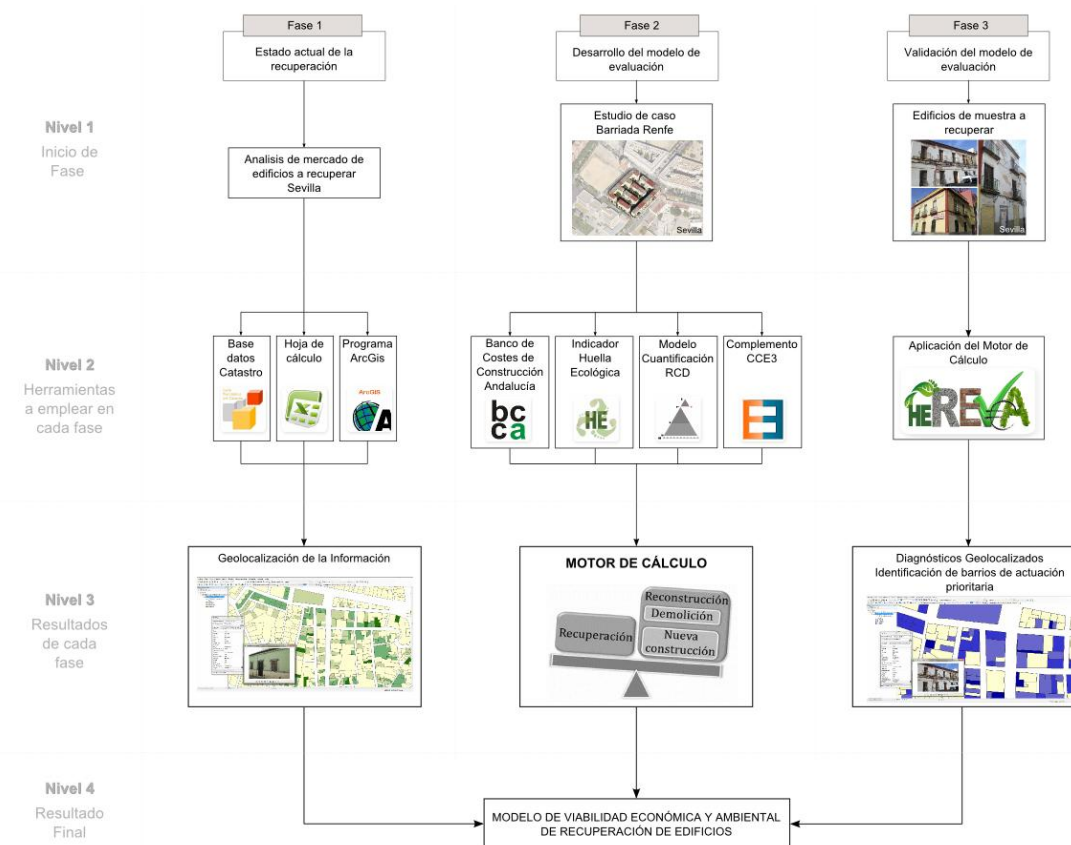 Fase 1
Estado actual de la
recuperación
Fase 2
Desarrollo del modelo de
evaluación
Fase 3
Validación del modelo de
evaluación
Nivel 1
Inicio de
Fase
Analisis de mercado de
edificios a recuperar
Sevilla
Estudio de caso
Barriada Renfe
Sevilla
Edificios de muestra a
recuperar
Sevilla
Nivel 2
Herramientas
a emplear en
cada fase
Base
datos
Catastro
Hoja de
cálculo
Programa
ArcGis
ArcGIS
Banco de
Costes de
Construcción
Andalucía
bc
ca
Indicador
Huella
Ecológica
HE
Modelo
Cuantificación
RCD
Complemento
CCE3
Aplicación del Motor de
Cálculo
HEREVA
Nivel 3
Resultados
de cada
fase
Geolocalización de la Información
MOTOR DE CÁLCULO
Recuperación
Reconstrucción
Demolición
Nueva
construcción
Diagnósticos Geolocalizados
Identificación de barrios de actuación
prioritaria
Nivel 4
Resultado
Final
MODELO DE VIABILIDAD ECONÓMICA Y AMBIENTAL
DE RECUPERACIÓN DE EDIFICIOS